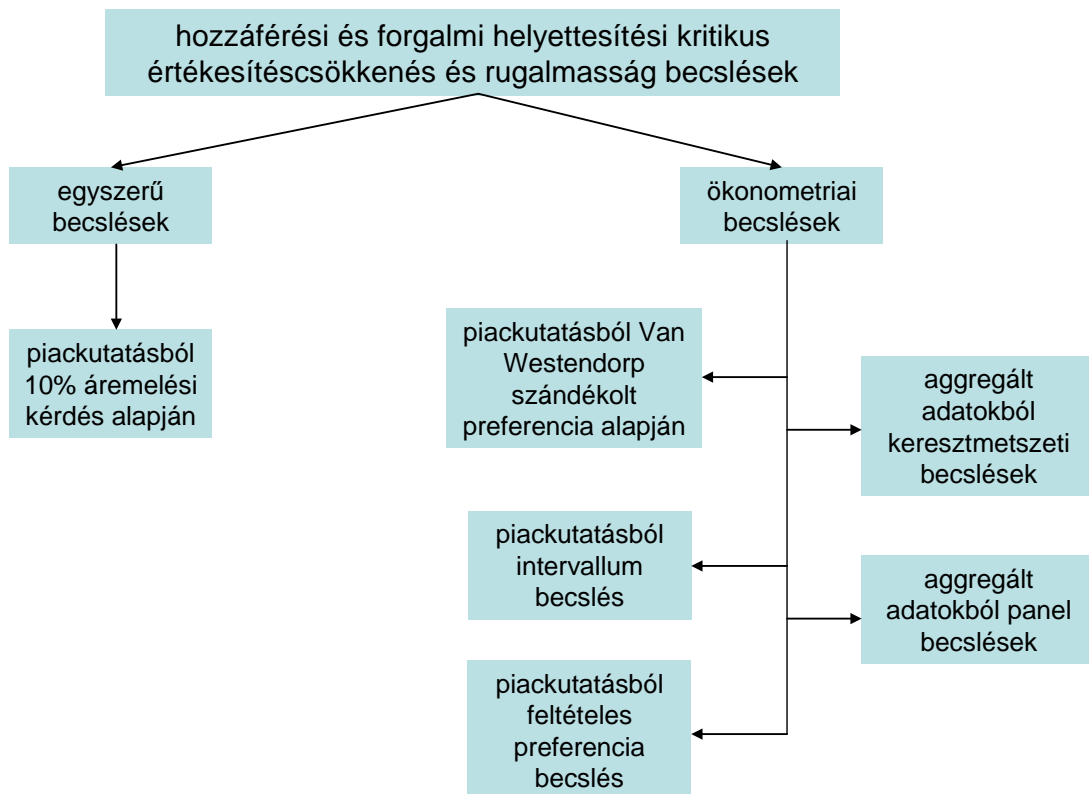 hozzáférési és forgalmi helyettesítési kritikus
értékesítéscsökkenés és rugalmasság becslések
egyszerű
becslések
ökonometriai
becslések
piackutatásból
10% áremelési
kérdés alapján
piackutatásból Van
Westendorp
szándékolt
preferencia alapján
aggregált
adatokból
keresztmetszeti
becslések
piackutatásból
intervallum
becslés
aggregált
adatokból panel
becslések
piackutatásból
feltételes
preferencia
becslés